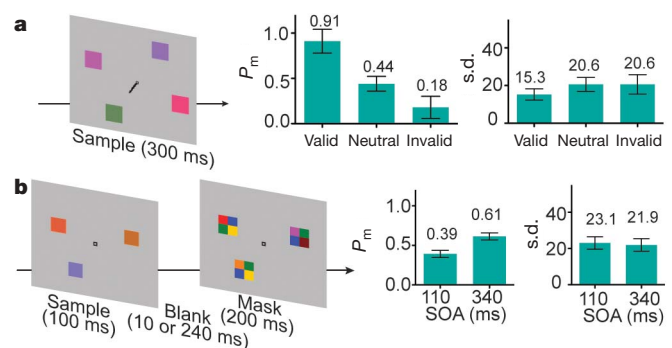 a
Sample (300 ms)
Pm
1.0
0.5
0.0
0.91
0.44
0.18
Valid Neutral Invalid
s.d.
40
20
0
15.3
20.6
20.6
Valid Neutral Invalid
b
Sample
(100 ms)
Blank
(10 or 240 ms)
Mask
(200 ms)
Pm
1.0
0.5
0.0
0.39
0.61
110 340
SOA (ms)
s.d.
40
20
0
23.1
21.9
110 340
SOA (ms)